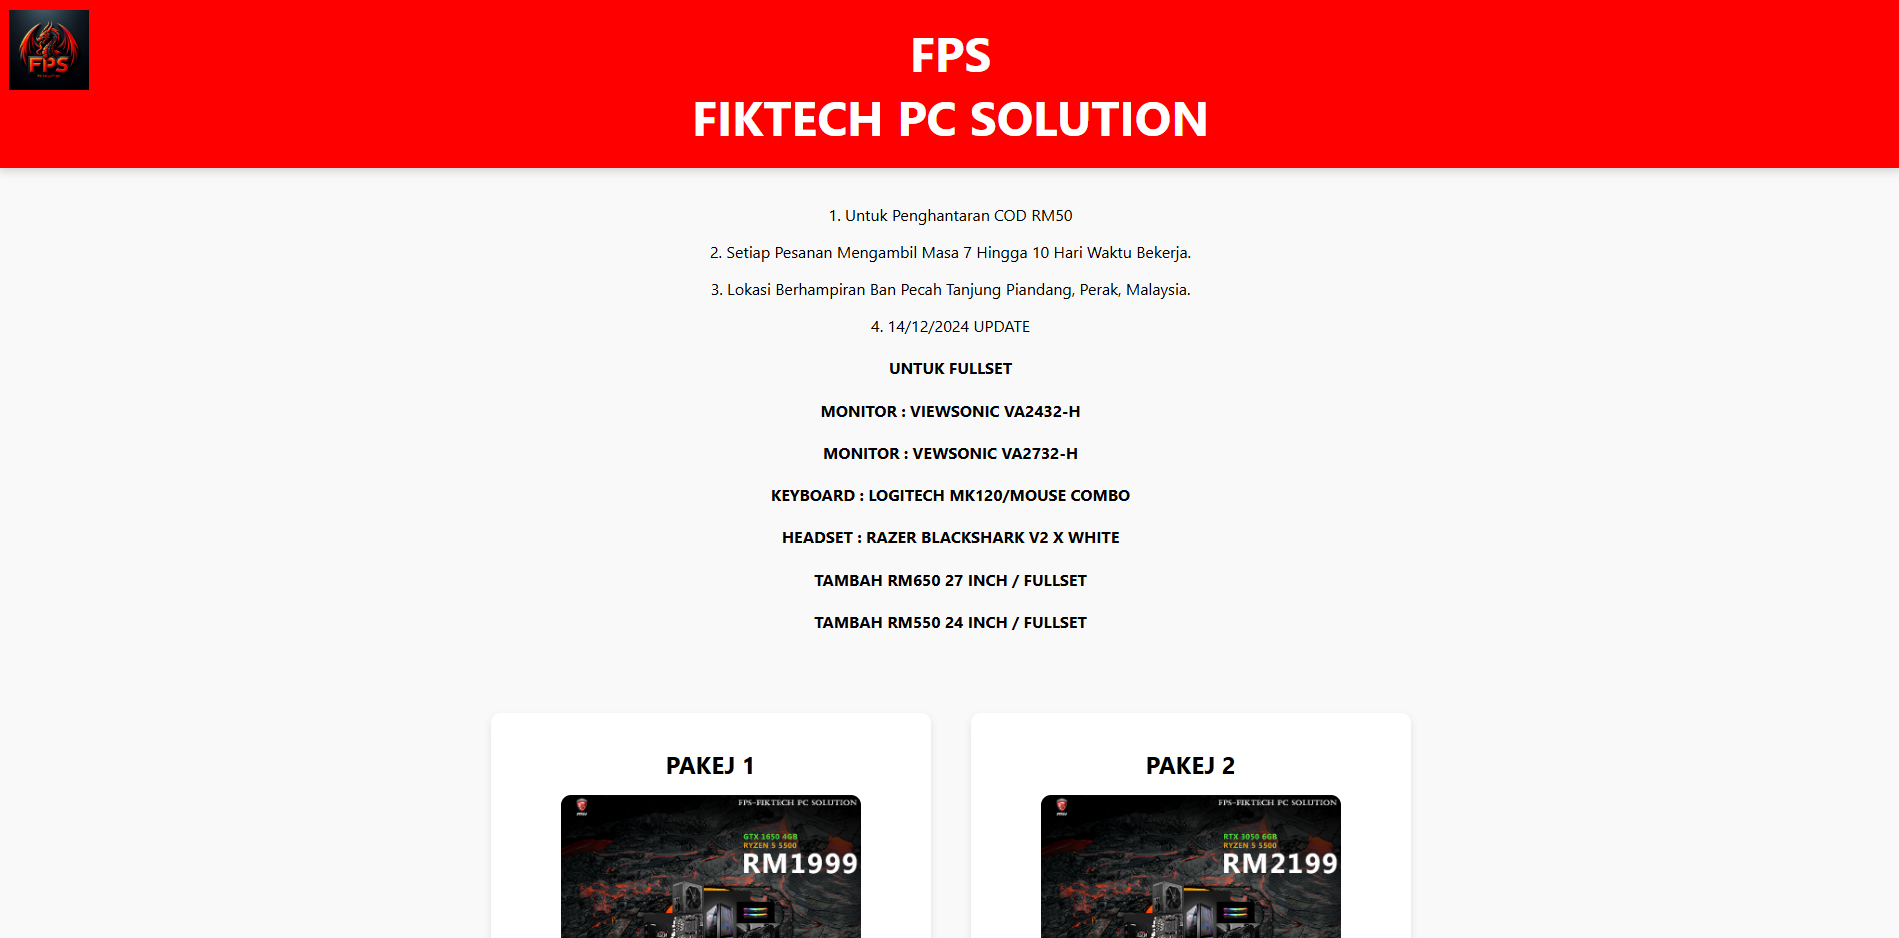 FPS
FPS
FIKTECH PC SOLUTION
1. Untuk Penghantaran COD RM50
2. Setiap Pesanan Mengambil Masa 7 Hingga 10 Hari Waktu Bekerja.
3. Lokasi Berhampiran Ban Pecah Tanjung Piandang, Perak, Malaysia.
4. 14/12/2024 UPDATE
UNTUK FULLSET
MONITOR : VIEWSONIC VA2432-H
MONITOR : VEWSONIC VA2732-H
KEYBOARD : LOGITECH MK120/MOUSE COMBO
HEADSET : RAZER BLACKSHARK V2 X WHITE
TAMBAH RM650 27 INCH / FULLSET
TAMBAH RM550 24 INCH / FULLSET
PAKEJ 1
FPS-FIKTECH PC SOLUTION
GTX 1650 4GB
RYZEN 5 5500
RM1999
PAKEJ 2
FPS-FIKTECH PC SOLUTION
RTX 3050 6GB
RYZEN 5 5500
RM2199